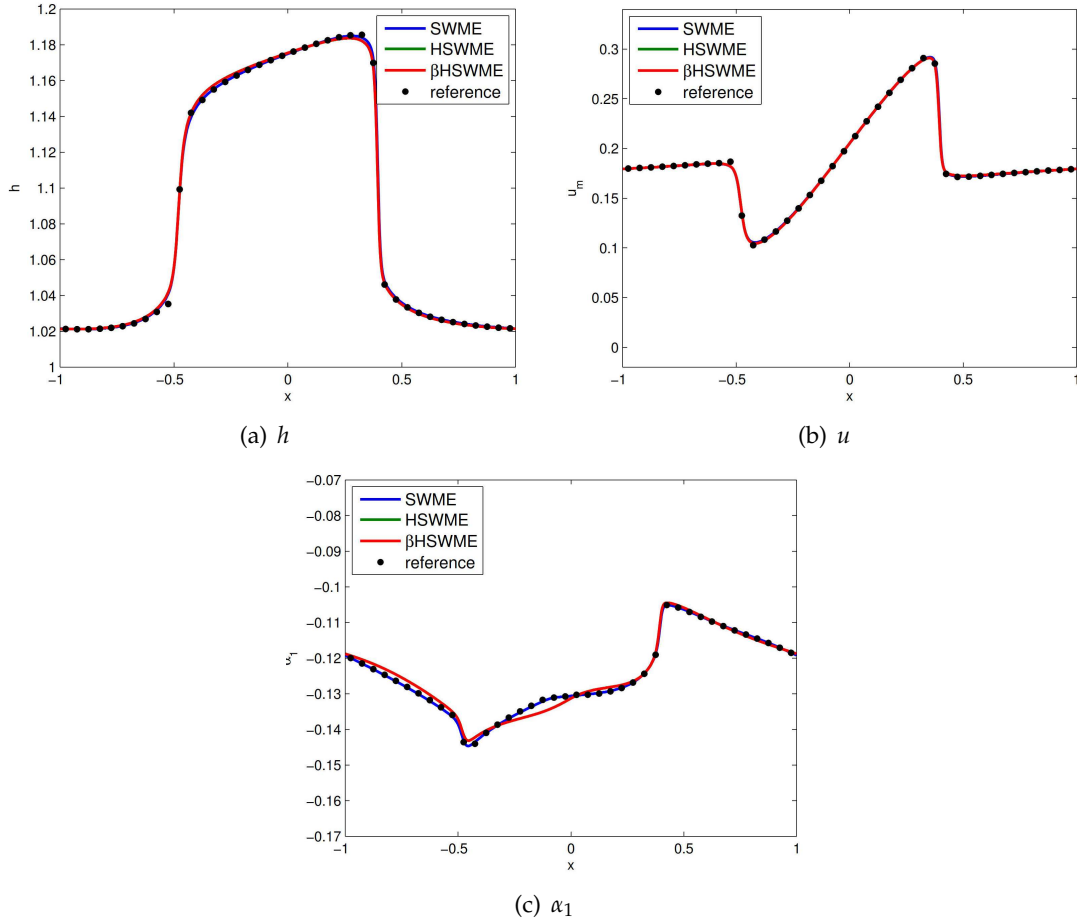 1.2
1.18
1.16
1.14
1.12
1.1
1.08
1.06
1.04
1.02
1
h
−1
−0.5
0
0.5
1
x
SWME
HSWME
βHSWME
reference
(a) h
0.3
0.25
0.2
0.15
0.1
0.05
0
u_m
−1
−0.5
0
0.5
1
x
SWME
HSWME
βHSWME
reference
(b) u
−0.07
−0.08
−0.09
−0.1
−0.11
−0.12
−0.13
−0.14
−0.15
−0.16
−0.17
α₁
−1
−0.5
0
0.5
1
x
SWME
HSWME
βHSWME
reference
(c) α₁